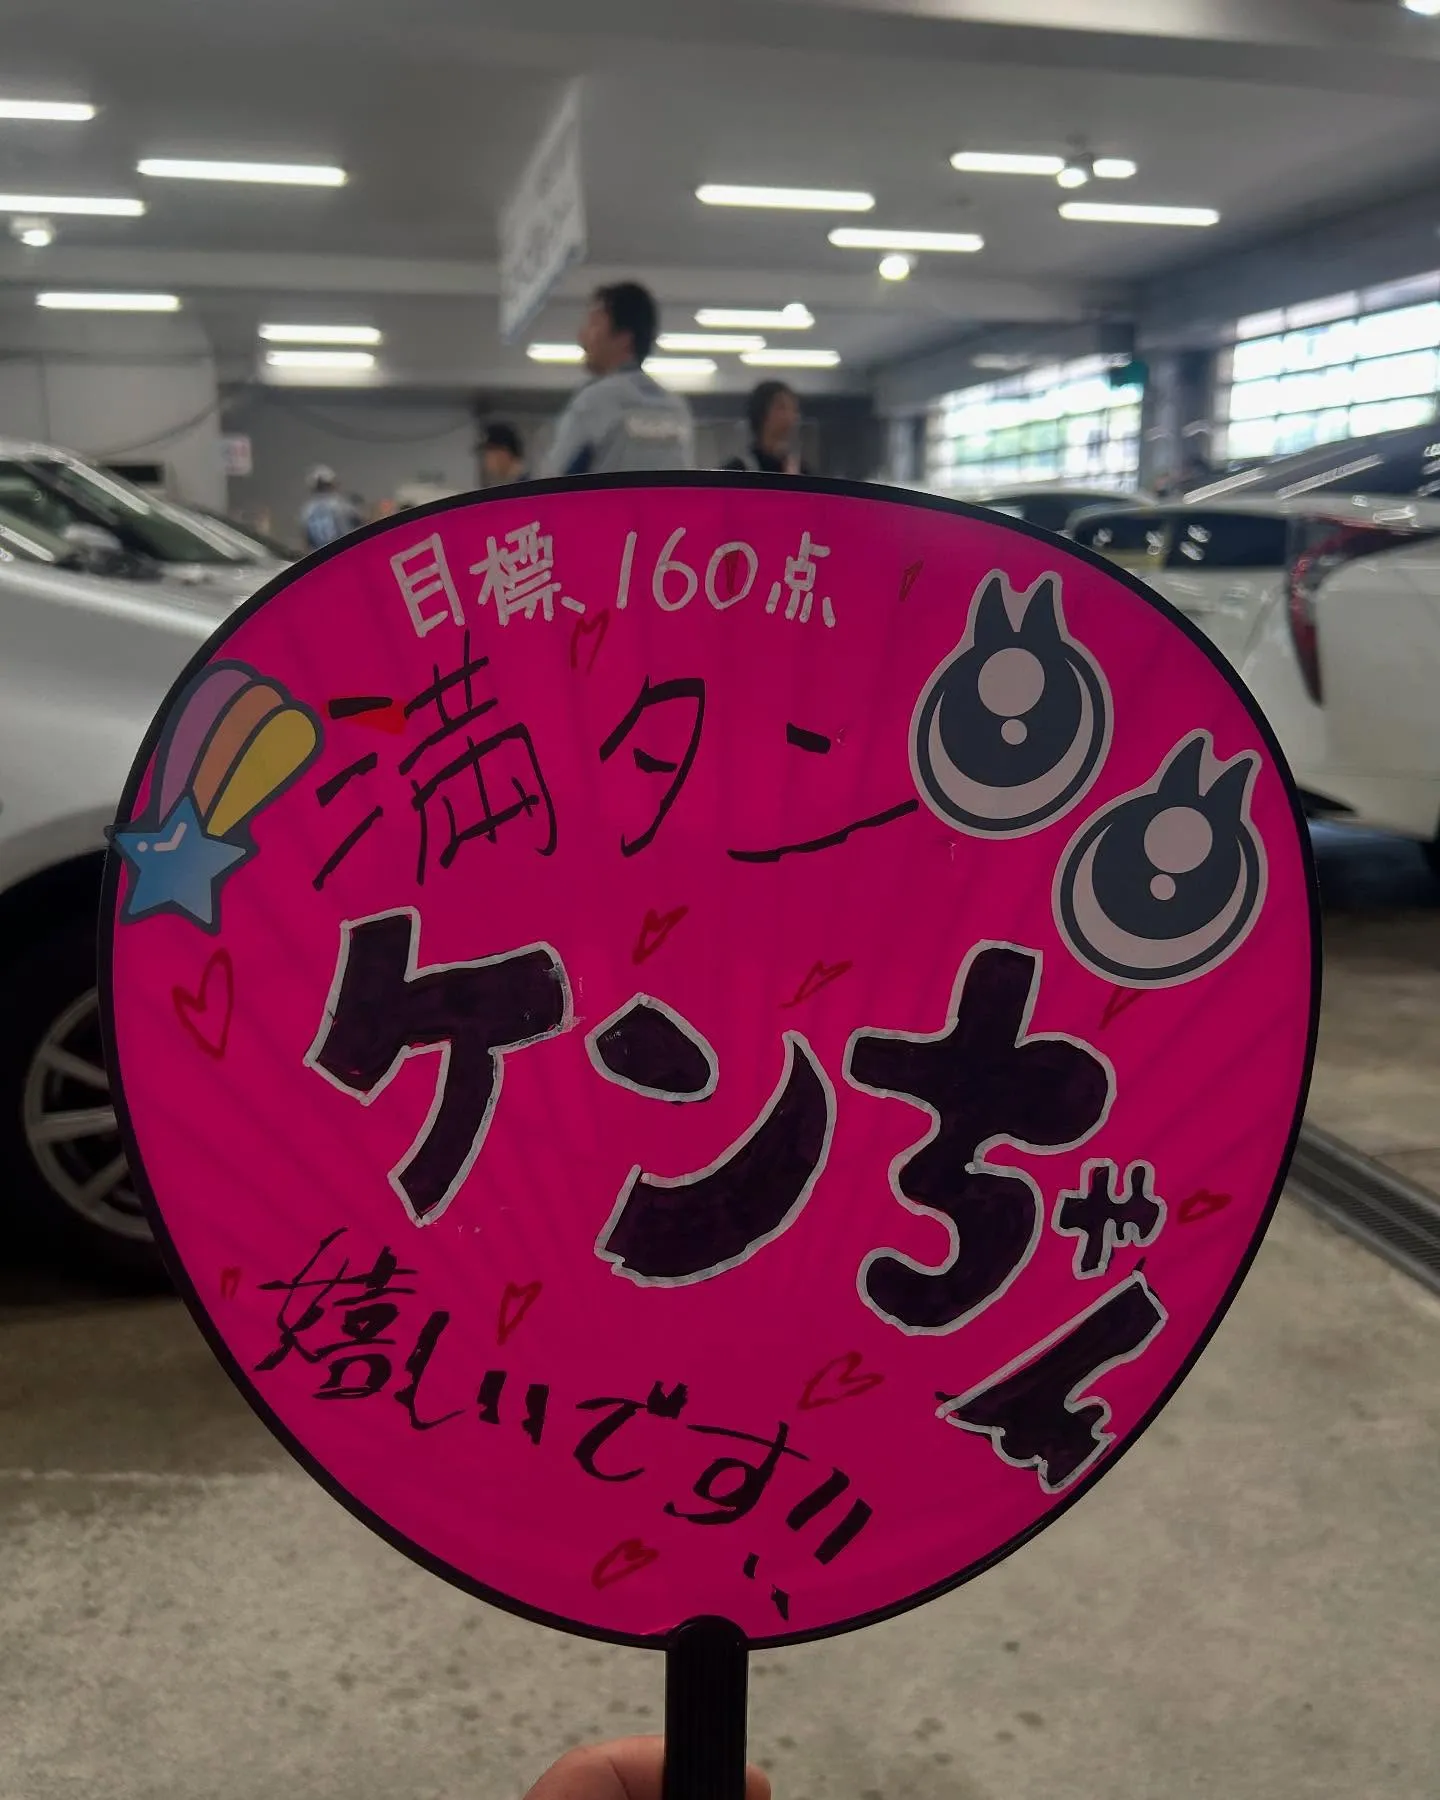 目標、160点
満タン
ケンちゃん
嬉しいです!!